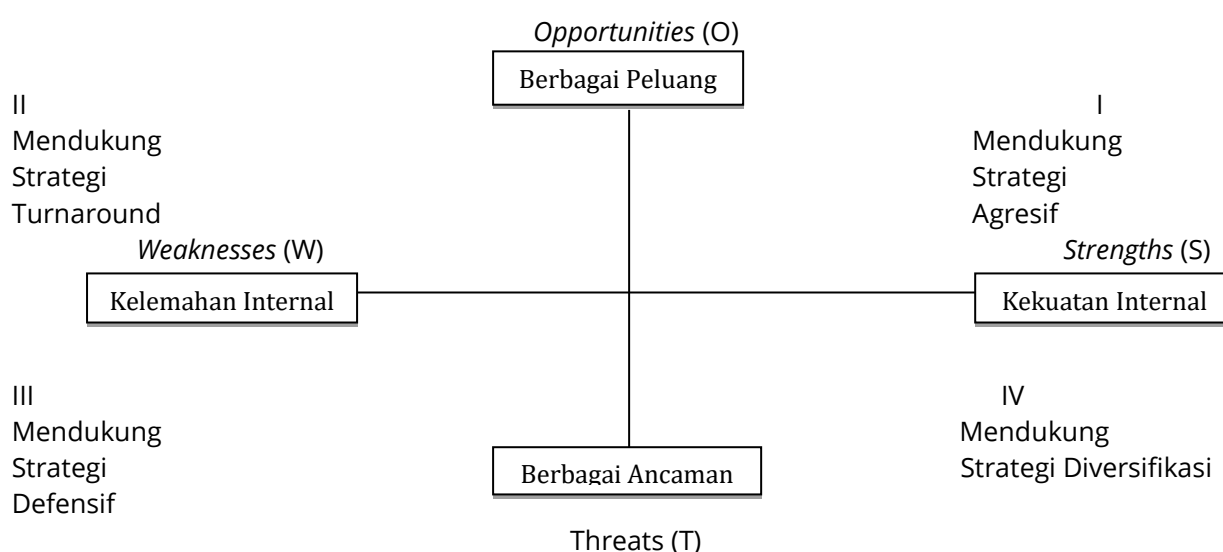 Opportunities (O)
Berbagai Peluang
II
Mendukung
Strategi
Turnaround
I
Mendukung
Strategi
Agresif
Weaknesses (W)
Kelemahan Internal
Strengths (S)
Kekuatan Internal
III
Mendukung
Strategi
Defensif
IV
Mendukung
Strategi Diversifikasi
Berbagai Ancaman
Threats (T)